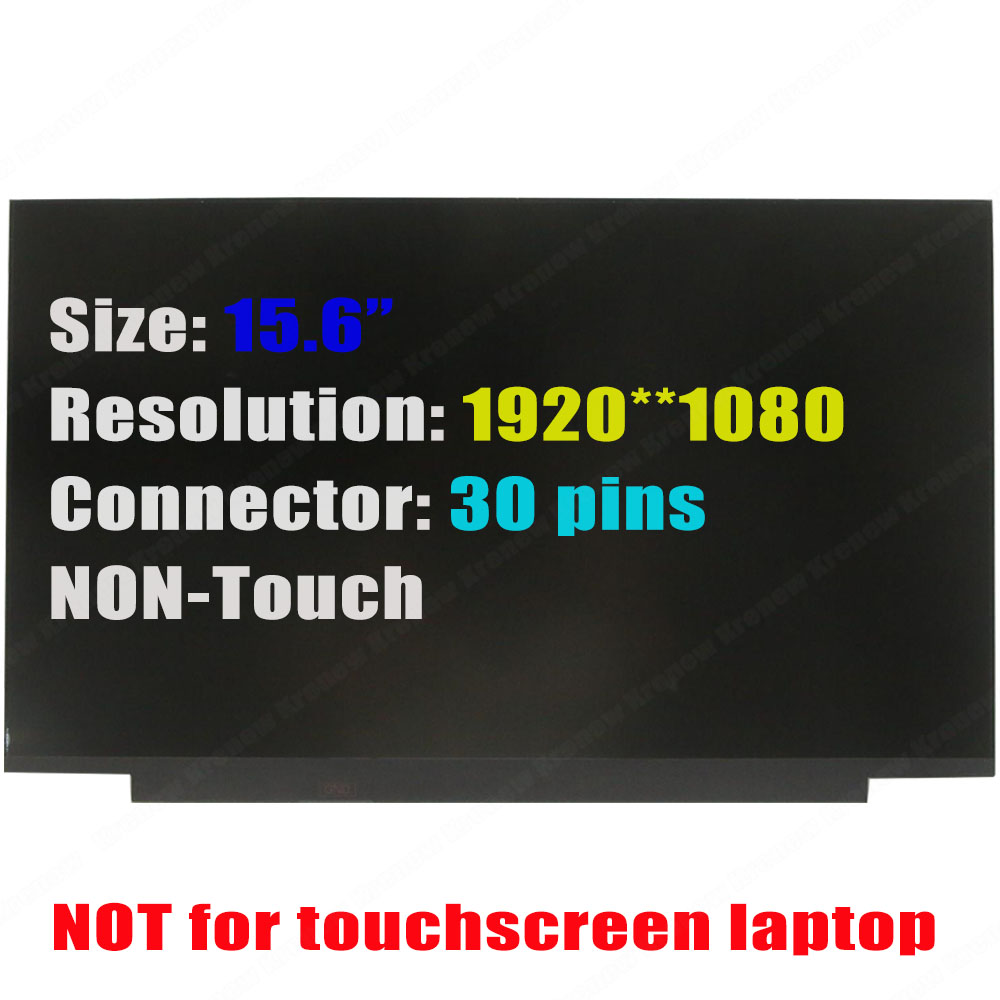 Size: 15.6”
Resolution: 1920**1080
Connector: 30 pins
NON-Touch
NOT for touchscreen laptop